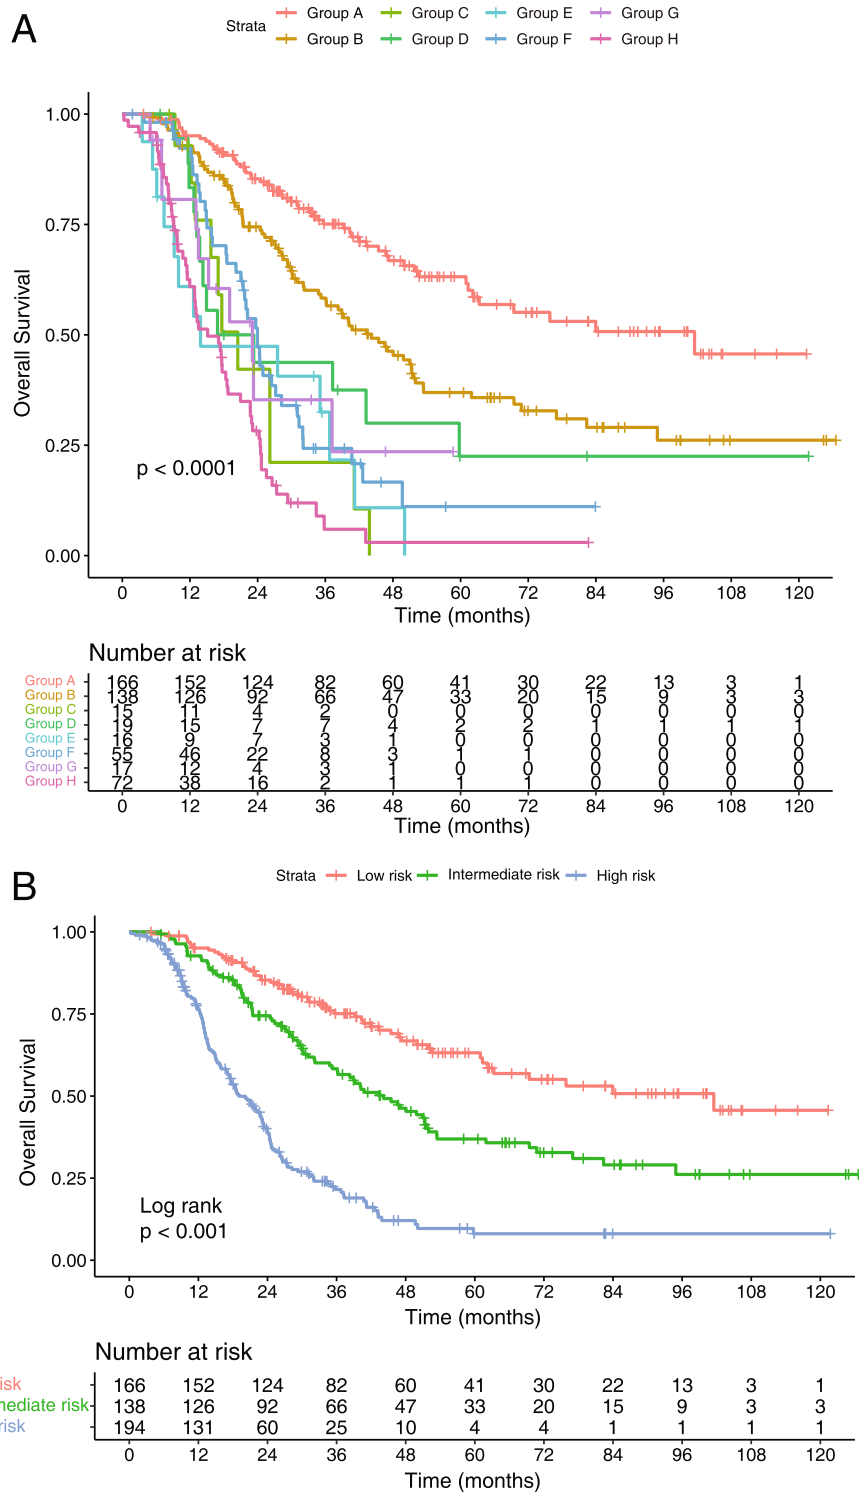 A
Strata Group A Group C Group E Group G
Group B Group D Group F Group H
1.00
0.75
0.50
0.25
0.00
Overall Survival
p < 0.0001
0 12 24 36 48 60 72 84 96 108 120
Time (months)
Number at risk
Group A 166 152 124 82 60 41 30 22 13 3 1
Group B 138 126 92 66 47 33 20 15 9 3 3
Group C 15 11 4 2 0 0 0 0 0 0 0
Group D 19 15 7 7 4 2 2 1 1 1 1
Group E 16 9 7 3 1 0 0 0 0 0 0
Group F 55 46 22 8 3 1 1 0 0 0 0
Group G 17 12 4 3 1 0 0 0 0 0 0
Group H 72 38 16 2 1 1 1 0 0 0 0
0 12 24 36 48 60 72 84 96 108 120
Time (months)
B
Strata Low risk Intermediate risk High risk
1.00
0.75
0.50
0.25
0.00
Overall Survival
Log rank
p < 0.001
0 12 24 36 48 60 72 84 96 108 120
Time (months)
Number at risk
isk 166 152 124 82 60 41 30 22 13 3 1
mediate risk 138 126 92 66 47 33 20 15 9 3 3
risk 194 131 60 25 10 4 4 1 1 1 1
0 12 24 36 48 60 72 84 96 108 120
Time (months)